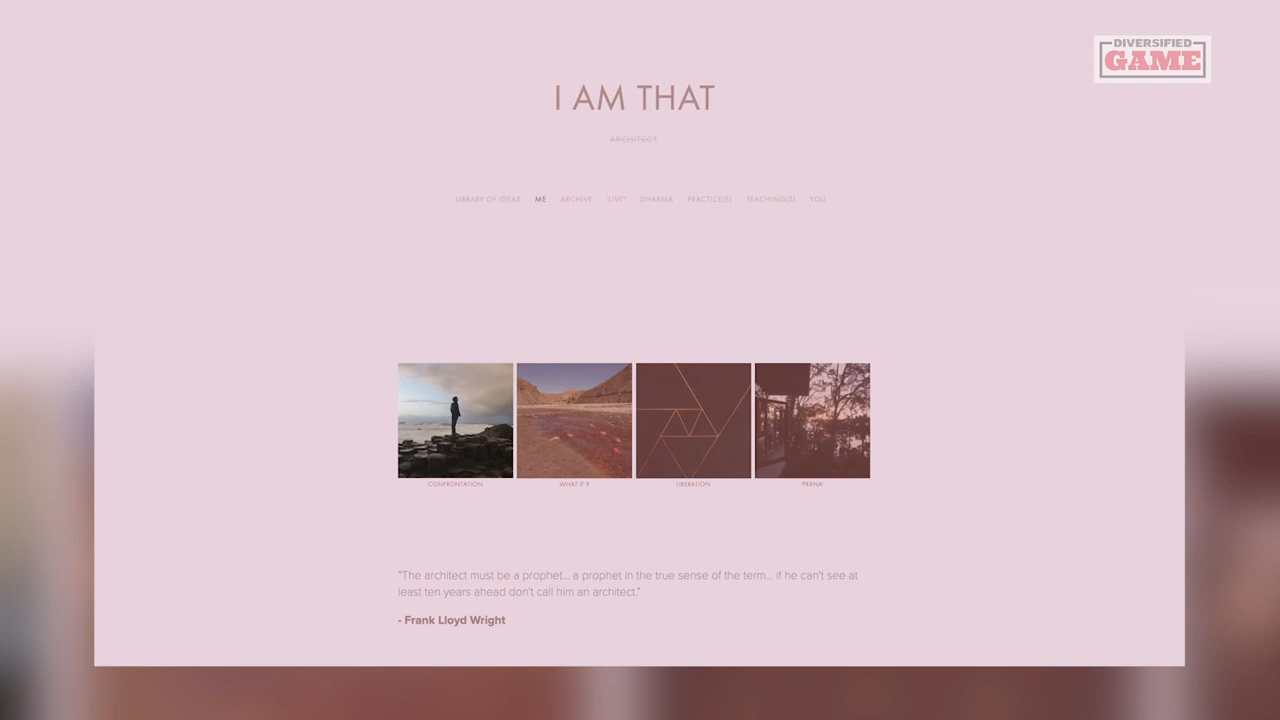 DIVERSIFIED
GAME
I AM THAT
ARCHITECT
LIBRARY OF IDEAS ME ARCHIVE "LIVE" DHARMA PRACTICE(S) TEACHING(S) YOU
CONFRONTATION WHAT IF ? LIBERATION 'PRANA'
"The architect must be a prophet... a prophet in the true sense of the term... if he can't see at
least ten years ahead don't call him an architect."
- Frank Lloyd Wright